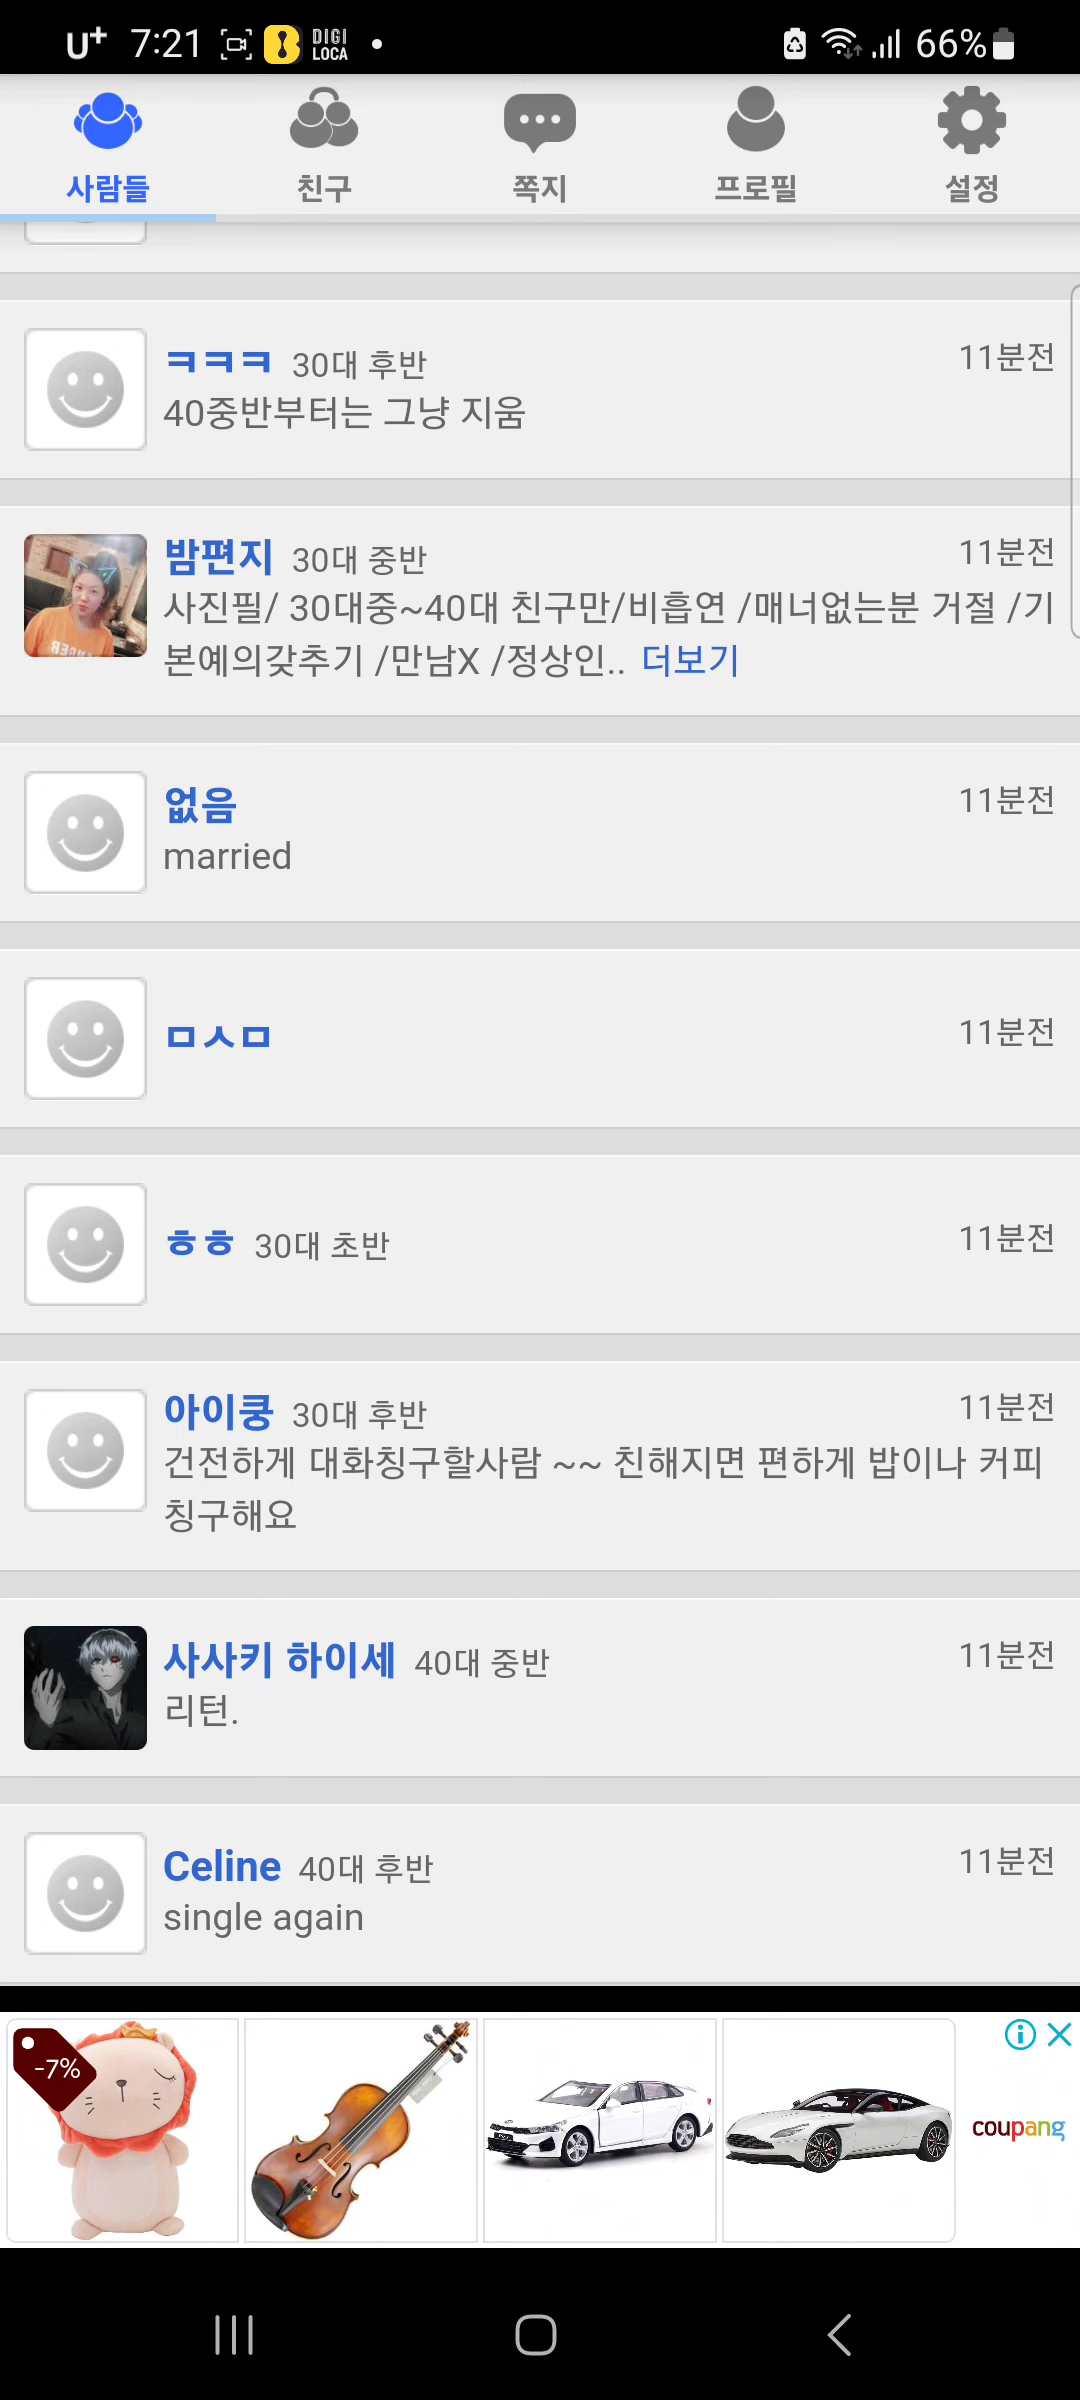 U+ 7:21 DIGI LOCA 66%
사람들 친구 쪽지 프로필 설정
ㅋㅋㅋ 30대 후반 11분전
40중반부터는 그냥 지움
밤편지 30대 중반 11분전
사진필/ 30대중~40대 친구만/비흡연 /매너없는분 거절 /기
본예의갖추기 /만남X /정상인.. 더보기
없음 11분전
married
ㅁㅅㅁ 11분전
ㅎㅎ 30대 초반 11분전
아이쿵 30대 후반 11분전
건전하게 대화칭구할사람 ~~ 친해지면 편하게 밥이나 커피
칭구해요
사사키 하이세 40대 중반 11분전
리턴.
Celine 40대 후반 11분전
single again
-7%
coupang